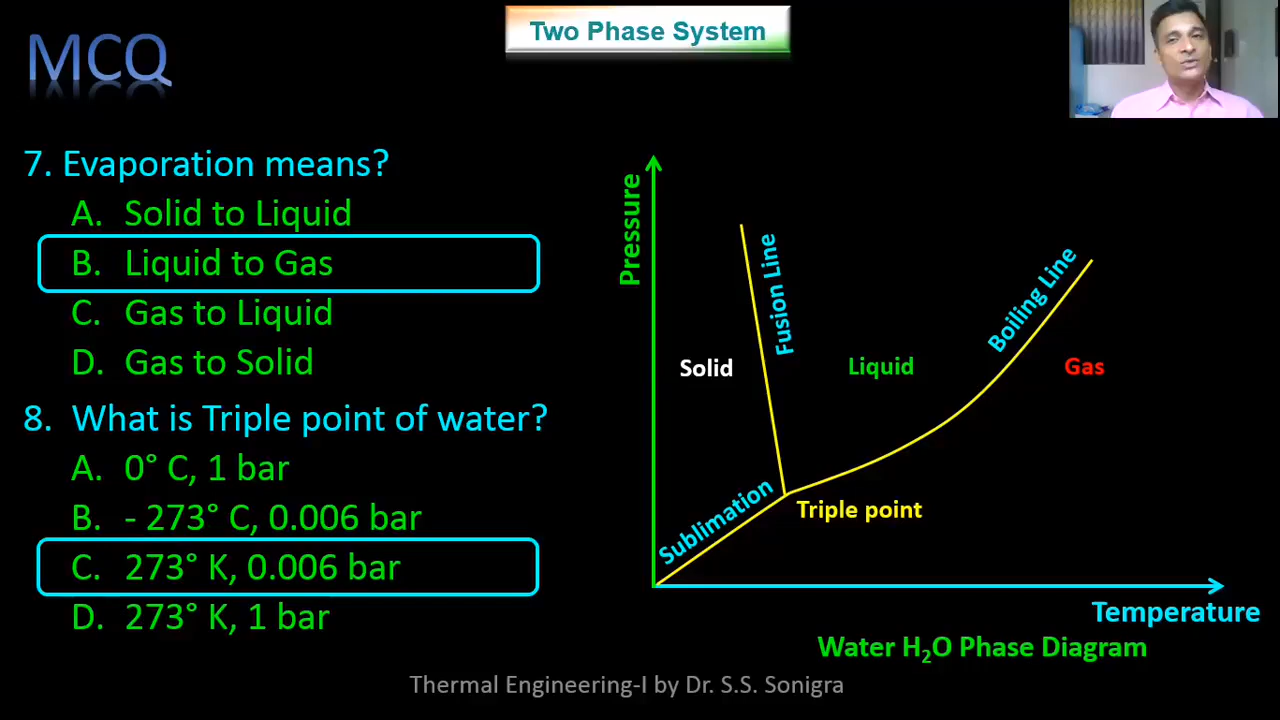 MCQ
Two Phase System
7. Evaporation means?
A. Solid to Liquid
B. Liquid to Gas
C. Gas to Liquid
D. Gas to Solid
8. What is Triple point of water?
A. 0° C, 1 bar
B. - 273° C, 0.006 bar
C. 273° K, 0.006 bar
D. 273° K, 1 bar
Pressure
Fusion Line
Boiling Line
Solid
Liquid
Gas
Sublimation
Triple point
Temperature
Water H₂O Phase Diagram
Thermal Engineering-I by Dr. S.S. Sonigra